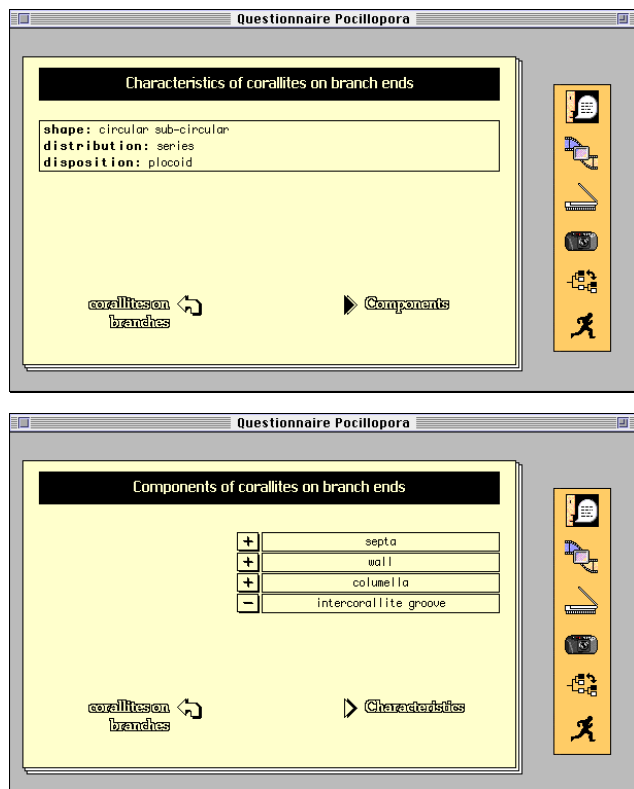 Questionnaire Pocillopora
Characteristics of corallites on branch ends
shape: circular sub-circular
distribution: series
disposition: plocoid
corallites on
branches
Components
Questionnaire Pocillopora
Components of corallites on branch ends
+ septa
+ wall
+ columella
− intercorallite groove
corallites on
branches
Characteristics